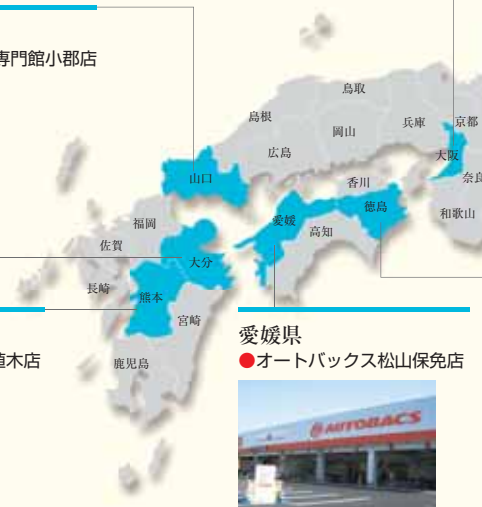 専門館小郡店
鳥取
島根
岡山
兵庫
京都
広島
大阪
山口
香川
奈良
愛媛
徳島
高知
和歌山
福岡
佐賀
大分
長崎
熊本
宮崎
鹿児島
植木店
愛媛県
●オートバックス松山保免店
AUTOBACS